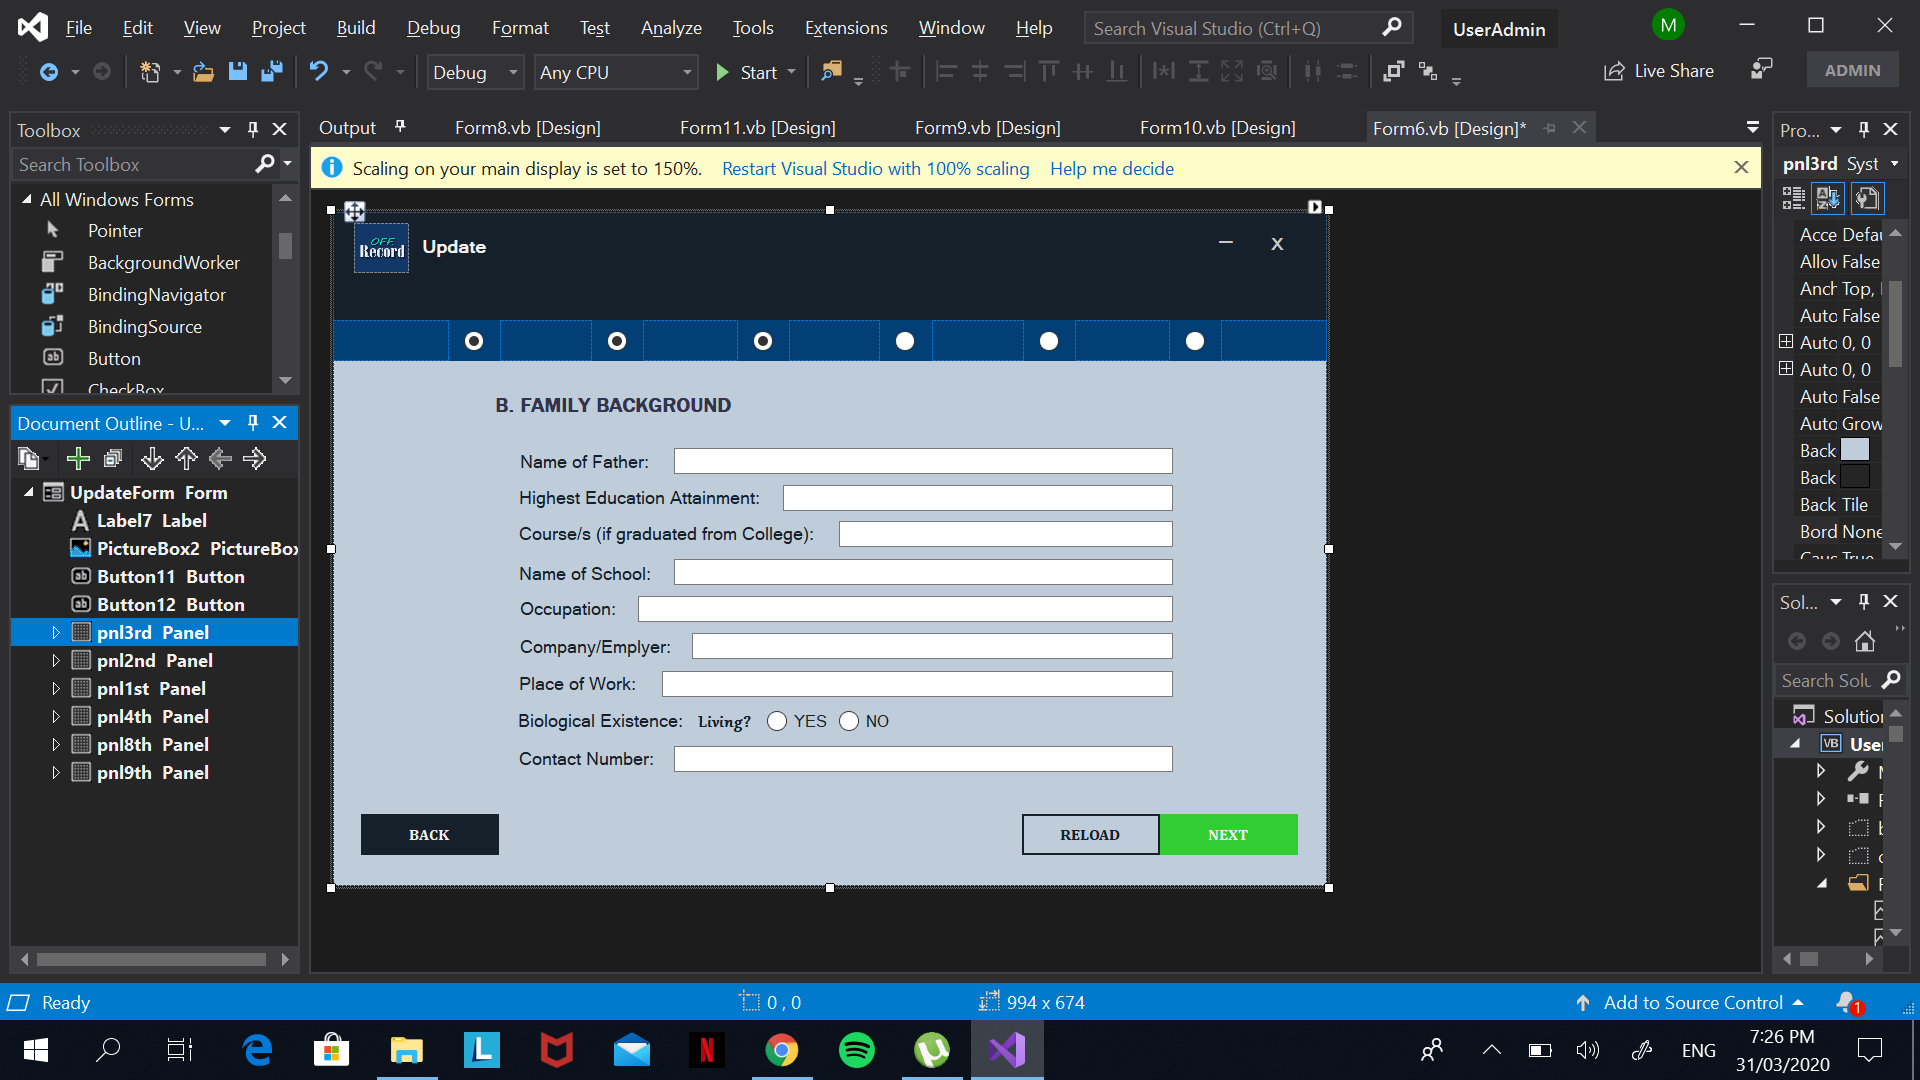 File Edit View Project Build Debug Format Test Analyze Tools Extensions Window Help Search Visual Studio (Ctrl+Q) UserAdmin M
Debug Any CPU Start Live Share ADMIN
Toolbox
Search Toolbox
All Windows Forms
Pointer
BackgroundWorker
BindingNavigator
BindingSource
Button
CheckBox
Document Outline - U...
UpdateForm Form
Label7 Label
PictureBox2 PictureBox
Button11 Button
Button12 Button
pnl3rd Panel
pnl2nd Panel
pnl1st Panel
pnl4th Panel
pnl8th Panel
pnl9th Panel
Output Form8.vb [Design] Form11.vb [Design] Form9.vb [Design] Form10.vb [Design] Form6.vb [Design]*
Scaling on your main display is set to 150%. Restart Visual Studio with 100% scaling Help me decide
OFF
Record
Update
X
B. FAMILY BACKGROUND
Name of Father:
Highest Education Attainment:
Course/s (if graduated from College):
Name of School:
Occupation:
Company/Emplyer:
Place of Work:
Biological Existence: Living? YES NO
Contact Number:
BACK RELOAD NEXT
Pro...
pnl3rd Syst
Acce Defau
Allov False
Anch Top,
Auto False
Auto 0, 0
Auto 0, 0
Auto False
Auto Grow
Back
Back
Back Tile
Bord None
Cau True
Sol...
Search Solu
Solution
VB User
Ready 0 , 0 994 x 674 Add to Source Control 1
L N ENG 7:26 PM
31/03/2020